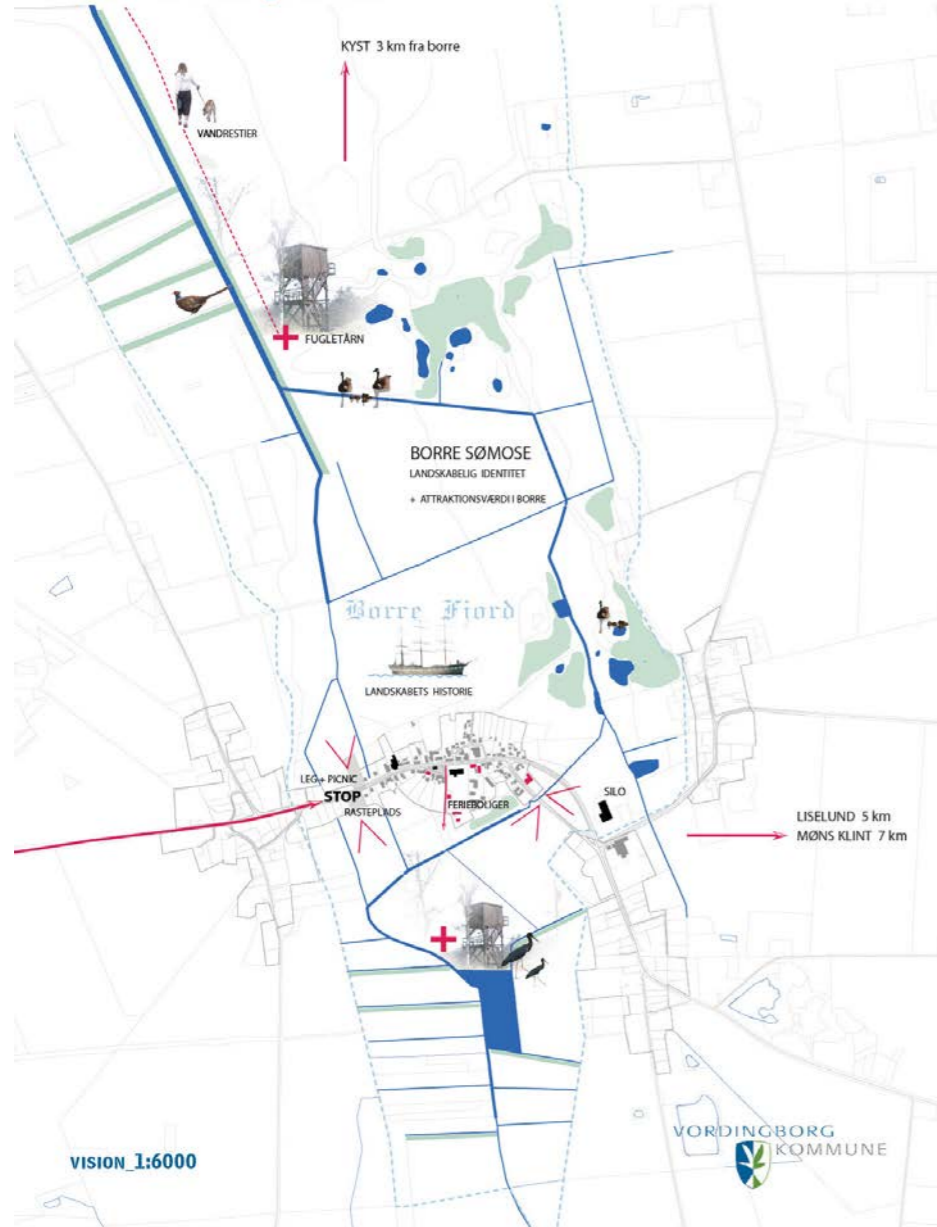 KYST 3 km fra borre
VANDRESTIER
FUGLETÅRN
BORRE SØMOSE
LANDSKABELIG IDENTITET
+ ATTRAKTIONSVÆRDI I BORRE
Borre Fjord
LANDSKABETS HISTORIE
LEG + PICNIC
STOP
RASTEPLADS
FERIEBOLIGER
SILO
LISELUND 5 km
MØNS KLINT 7 km
VORDINGBORG
KOMMUNE
VISION_1:6000